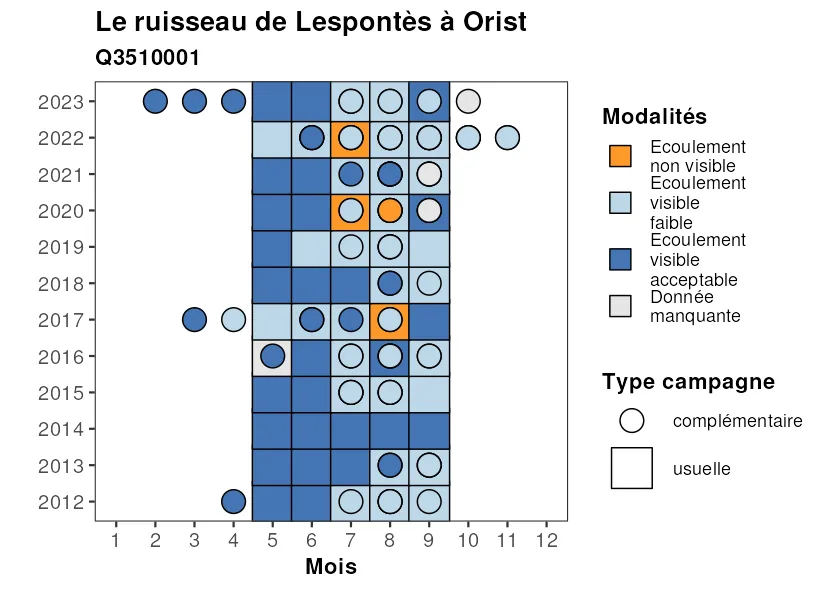 Le ruisseau de Lespontès à Orist
Q3510001
2023
2022
2021
2020
2019
2018
2017
2016
2015
2014
2013
2012
1 2 3 4 5 6 7 8 9 10 11 12
Mois
Modalités
Ecoulement
non visible
Ecoulement
visible
faible
Ecoulement
visible
acceptable
Donnée
manquante
Type campagne
complémentaire
usuelle